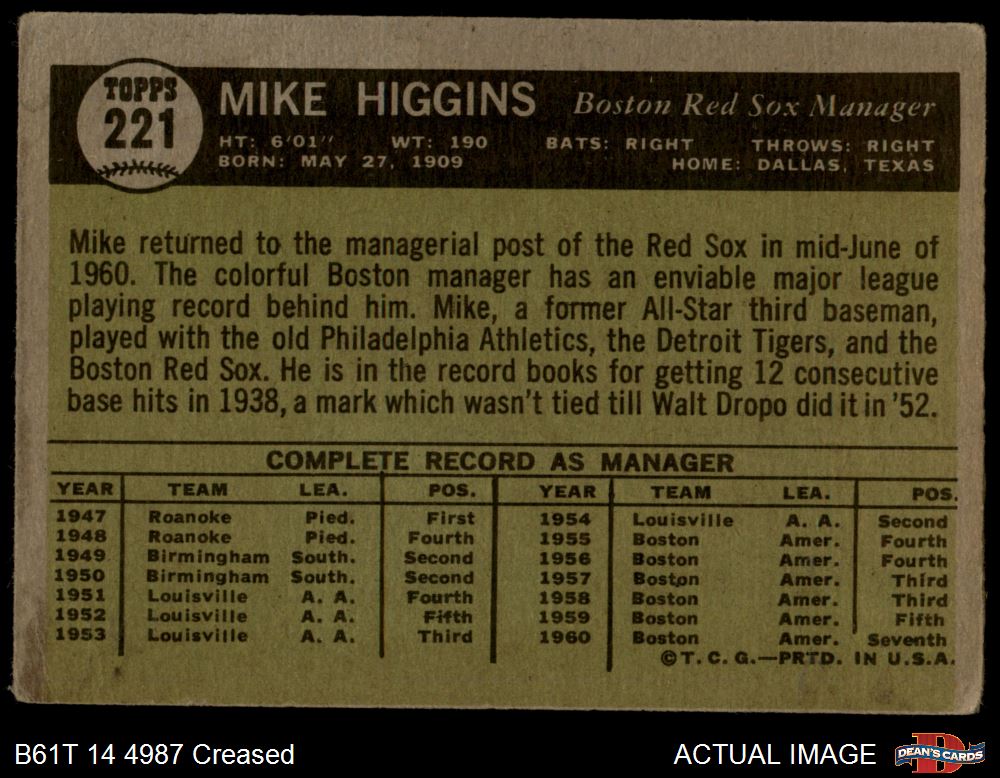 TOPPS
221
MIKE HIGGINS Boston Red Sox Manager
HT: 6'01" WT: 190 BATS: RIGHT THROWS: RIGHT
BORN: MAY 27, 1909 HOME: DALLAS, TEXAS
Mike returned to the managerial post of the Red Sox in mid-June of
1960. The colorful Boston manager has an enviable major league
playing record behind him. Mike, a former All-Star third baseman,
played with the old Philadelphia Athletics, the Detroit Tigers, and the
Boston Red Sox. He is in the record books for getting 12 consecutive
base hits in 1938, a mark which wasn't tied till Walt Dropo did it in '52.
COMPLETE RECORD AS MANAGER
YEAR TEAM LEA. POS. YEAR TEAM LEA. POS.
1947 Roanoke Pied. First 1954 Louisville A. A. Second
1948 Roanoke Pied. Fourth 1955 Boston Amer. Fourth
1949 Birmingham South. Second 1956 Boston Amer. Fourth
1950 Birmingham South. Second 1957 Boston Amer. Third
1951 Louisville A. A. Fourth 1958 Boston Amer. Third
1952 Louisville A. A. Fifth 1959 Boston Amer. Fifth
1953 Louisville A. A. Third 1960 Boston Amer. Seventh
©T. C. G.—PRTD. IN U.S.A.
B61T 14 4987 Creased ACTUAL IMAGE DEAN'S CARDS